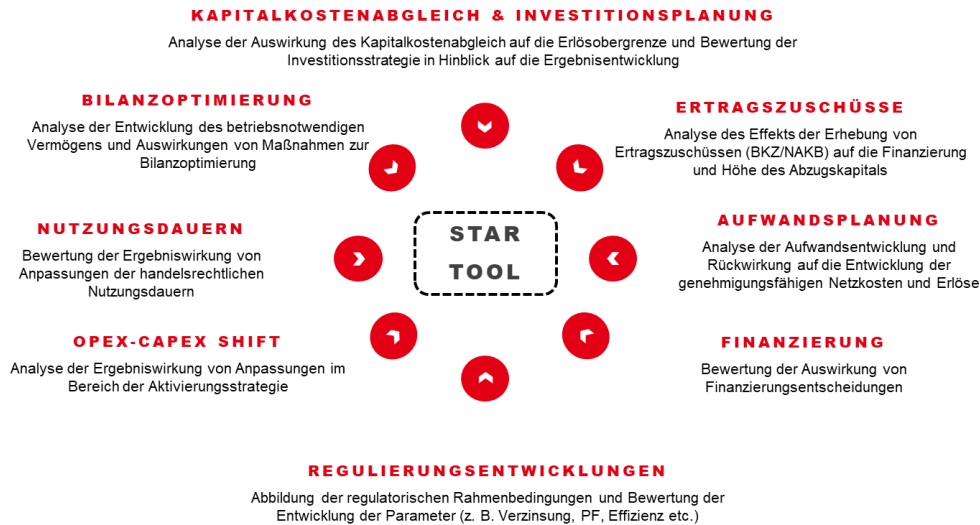 KAPITALKOSTENABGLEICH & INVESTITIONSPLANUNG
Analyse der Auswirkung des Kapitalkostenabgleich auf die Erlösobergrenze und Bewertung der
Investitionsstrategie in Hinblick auf die Ergebnisentwicklung
BILANZOPTIMIERUNG
Analyse der Entwicklung des betriebsnotwendigen
Vermögens und Auswirkungen von Maßnahmen zur
Bilanzoptimierung
ERTRAGSZUSCHÜSSE
Analyse des Effekts der Erhebung von
Ertragszuschüssen (BKZ/NAKB) auf die Finanzierung
und Höhe des Abzugskapitals
NUTZUNGSDAUERN
Bewertung der Ergebniswirkung von
Anpassungen der handelsrechtlichen
Nutzungsdauern
STAR
TOOL
AUFWANDSPLANUNG
Analyse der Aufwandsentwicklung und
Rückwirkung auf die Entwicklung der
genehmigungsfähigen Netzkosten und Erlöse
OPEX-CAPEX SHIFT
Analyse der Ergebniswirkung von Anpassungen im
Bereich der Aktivierungsstrategie
FINANZIERUNG
Bewertung der Auswirkung von
Finanzierungsentscheidungen
REGULIERUNGSENTWICKLUNGEN
Abbildung der regulatorischen Rahmenbedingungen und Bewertung der
Entwicklung der Parameter (z. B. Verzinsung, PF, Effizienz etc.)